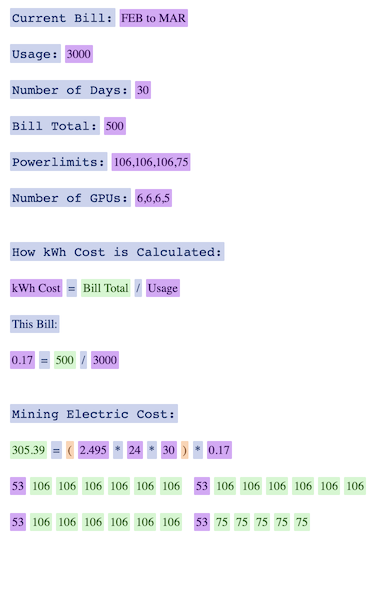 Current Bill: FEB to MAR
Usage: 3000
Number of Days: 30
Bill Total: 500
Powerlimits: 106,106,106,75
Number of GPUs: 6,6,6,5
How kWh Cost is Calculated:
kWh Cost = Bill Total / Usage
This Bill:
0.17 = 500 / 3000
Mining Electric Cost:
305.39 = ( 2.495 * 24 * 30 ) * 0.17
53 106 106 106 106 106 106 53 106 106 106 106 106 106
53 106 106 106 106 106 106 53 75 75 75 75 75